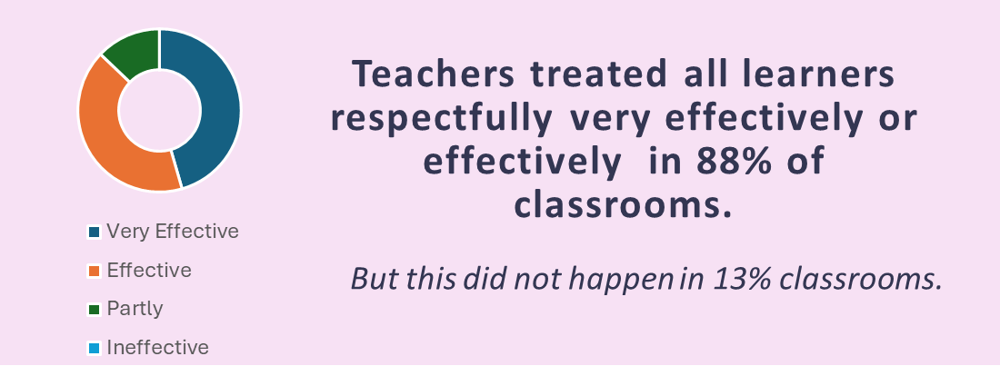 Teachers treated all learners
respectfully very effectively or
effectively  in 88% of
classrooms.
But this did not happen in 13% classrooms.
Very Effective
Effective
Partly
Ineffective